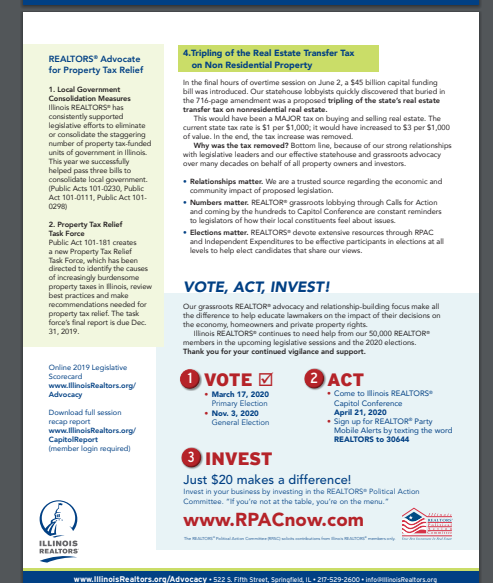 REALTORS® Advocate
for Property Tax Relief
1. Local Government
Consolidation Measures
Illinois REALTORS® has
consistently supported
legislative efforts to eliminate
or consolidate the staggering
number of property tax-funded
units of government in Illinois.
This year we successfully
helped pass three bills to
consolidate local government.
(Public Acts 101-0230, Public
Act 101-0111, Public Act 101-
0298)
2. Property Tax Relief
Task Force
Public Act 101-181 creates
a new Property Tax Relief
Task Force, which has been
directed to identify the causes
of increasingly burdensome
property taxes in Illinois, review
best practices and make
recommendations needed for
property tax relief. The task
force's final report is due Dec.
31, 2019.
Online 2019 Legislative
Scorecard
www.IllinoisRealtors.org/
Advocacy
Download full session
recap report
www.IllinoisRealtors.org/
CapitolReport
(member login required)
ILLINOIS
REALTORS®
4.Tripling of the Real Estate Transfer Tax
on Non Residential Property
In the final hours of overtime session on June 2, a $45 billion capital funding
bill was introduced. Our statehouse lobbyists quickly discovered that buried in
the 716-page amendment was a proposed tripling of the state's real estate
transfer tax on nonresidential real estate.
This would have been a MAJOR tax on buying and selling real estate. The
current state tax rate is $1 per $1,000; it would have increased to $3 per $1,000
of value. In the end, the tax increase was removed.
Why was the tax removed? Bottom line, because of our strong relationships
with legislative leaders and our effective statehouse and grassroots advocacy
over many decades on behalf of all property owners and investors.
• Relationships matter. We are a trusted source regarding the economic and
community impact of proposed legislation.
• Numbers matter. REALTOR® grassroots lobbying through Calls for Action
and coming by the hundreds to Capitol Conference are constant reminders
to legislators of how their local constituents feel about issues.
• Elections matter. REALTORS® devote extensive resources through RPAC
and Independent Expenditures to be effective participants in elections at all
levels to help elect candidates that share our views.
VOTE, ACT, INVEST!
Our grassroots REALTOR® advocacy and relationship-building focus make all
the difference to help educate lawmakers on the impact of their decisions on
the economy, homeowners and private property rights.
Illinois REALTORS® continues to need help from our 50,000 REALTOR®
members in the upcoming legislative sessions and the 2020 elections.
Thank you for your continued vigilance and support.
1 VOTE
• March 17, 2020
Primary Election
• Nov. 3, 2020
General Election
2 ACT
• Come to Illinois REALTORS®
Capitol Conference
April 21, 2020
• Sign up for REALTOR® Party
Mobile Alerts by texting the word
REALTORS to 30644
3 INVEST
Just $20 makes a difference!
Invest in your business by investing in the REALTORS® Political Action
Committee. "If you're not at the table, you're on the menu."
www.RPACnow.com
The REALTORS® Political Action Committee (RPAC) solicits contributions from Illinois REALTORS® members only.
Illinois
REALTORS
Political
Action
Committee
www.IllinoisRealtors.org/Advocacy • 522 S. Fifth Street, Springfield, IL • 217-529-2600 • info@IllinoisRealtors.org